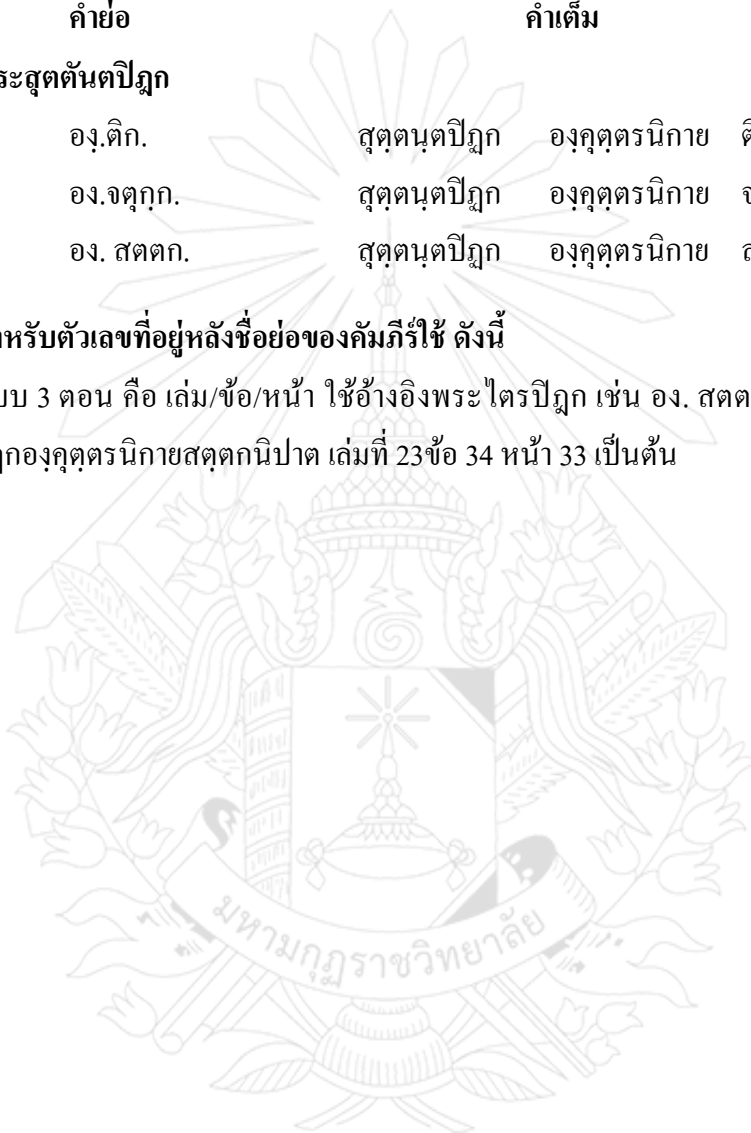 คำย่อ คำเต็ม
ระสุตตันตปิฎก
องฺ.ติก. สุตฺตนฺตปิฏก องฺคุตฺตรนิกาย
อง.จตุกฺก. สุตฺตนฺตปิฏก องฺคุตฺตรนิกาย จ
อง. สตตก. สุตฺตนฺตปิฏก องฺคุตฺตรนิกาย
หรับตัวเลขที่อยู่หลังชื่อย่อของคัมภีร์ใช้ ดังนี้
บบ 3 ตอน คือ เล่ม/ข้อ/หน้า ใช้อ้างอิงพระไตรปิฎก เช่น อง. สตต
กองฺคุตฺตรนิกายสตฺตกนิปาต เล่มที่ 23ข้อ 34 หน้า 33 เป็นต้น
มหามกุฏราชวิทยาลัย